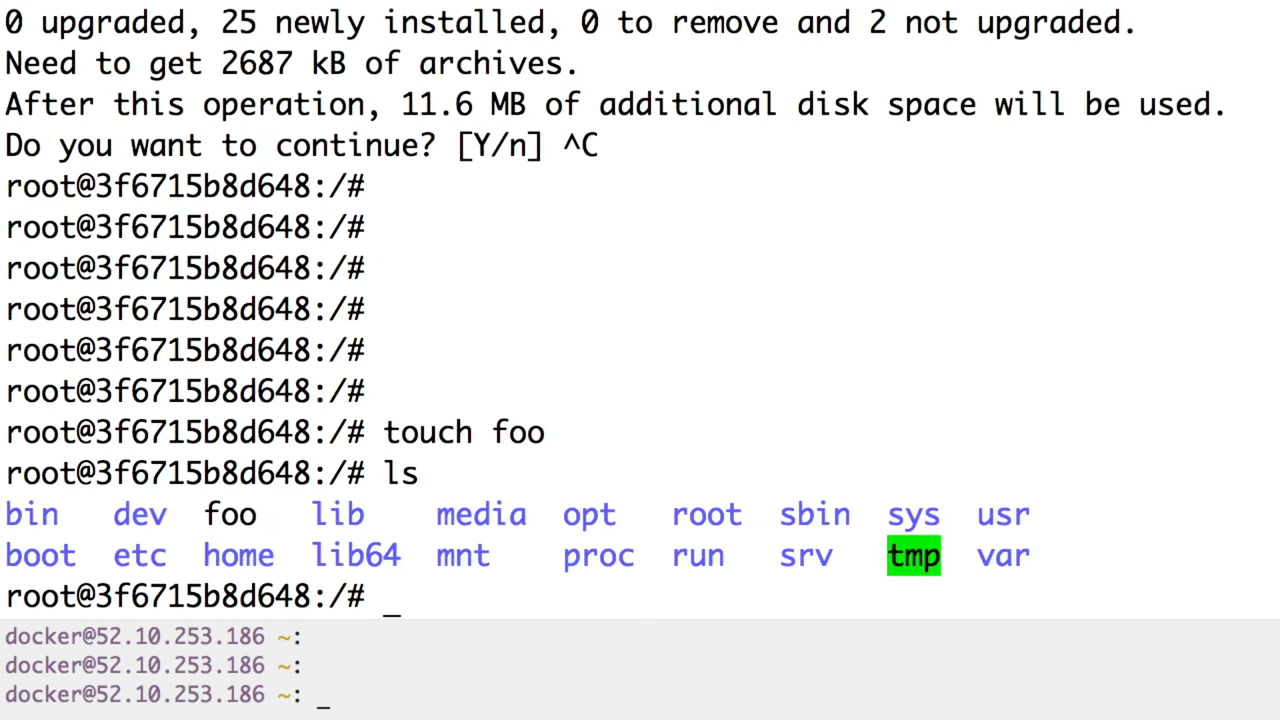 0 upgraded, 25 newly installed, 0 to remove and 2 not upgraded.
Need to get 2687 kB of archives.
After this operation, 11.6 MB of additional disk space will be used.
Do you want to continue? [Y/n] ^C
root@3f6715b8d648:/#
root@3f6715b8d648:/#
root@3f6715b8d648:/#
root@3f6715b8d648:/#
root@3f6715b8d648:/#
root@3f6715b8d648:/#
root@3f6715b8d648:/# touch foo
root@3f6715b8d648:/# ls
bin dev foo lib media opt root sbin sys usr
boot etc home lib64 mnt proc run srv tmp var
root@3f6715b8d648:/# _
docker@52.10.253.186 ~:
docker@52.10.253.186 ~:
docker@52.10.253.186 ~: _